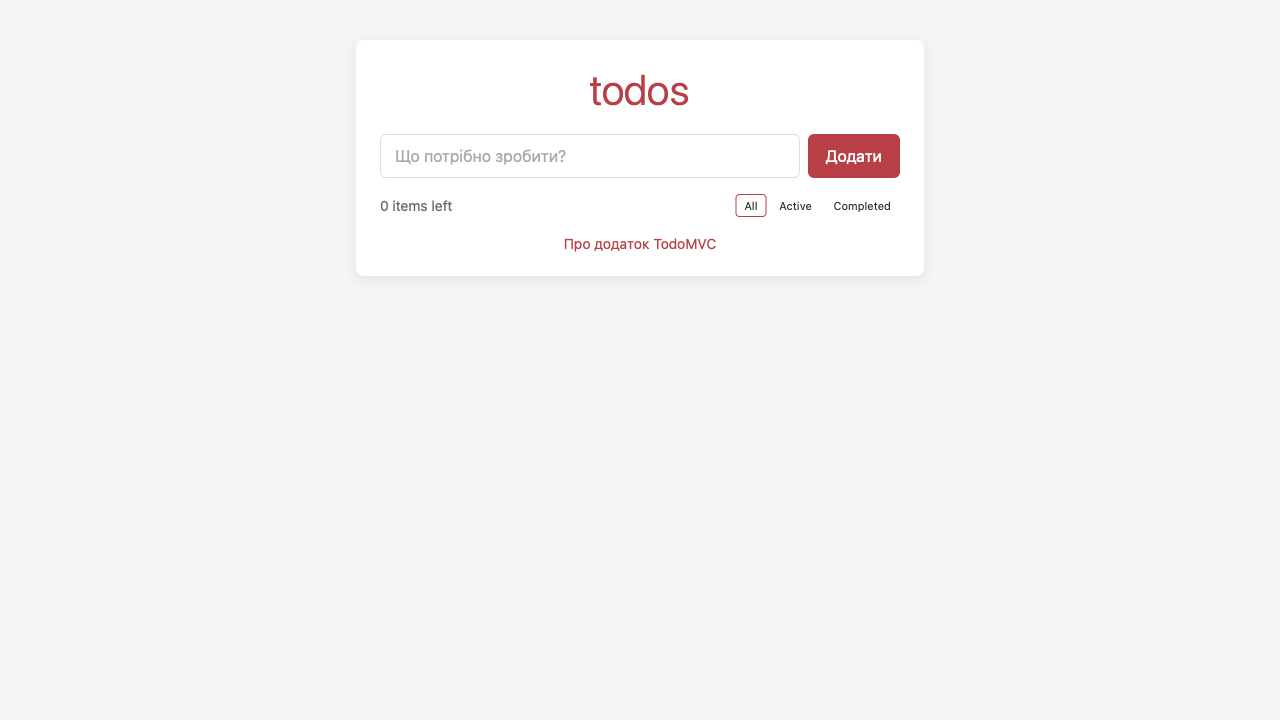 todos
Що потрібно зробити?
Додати
0 items left
All
Active
Completed
Про додаток TodoMVC